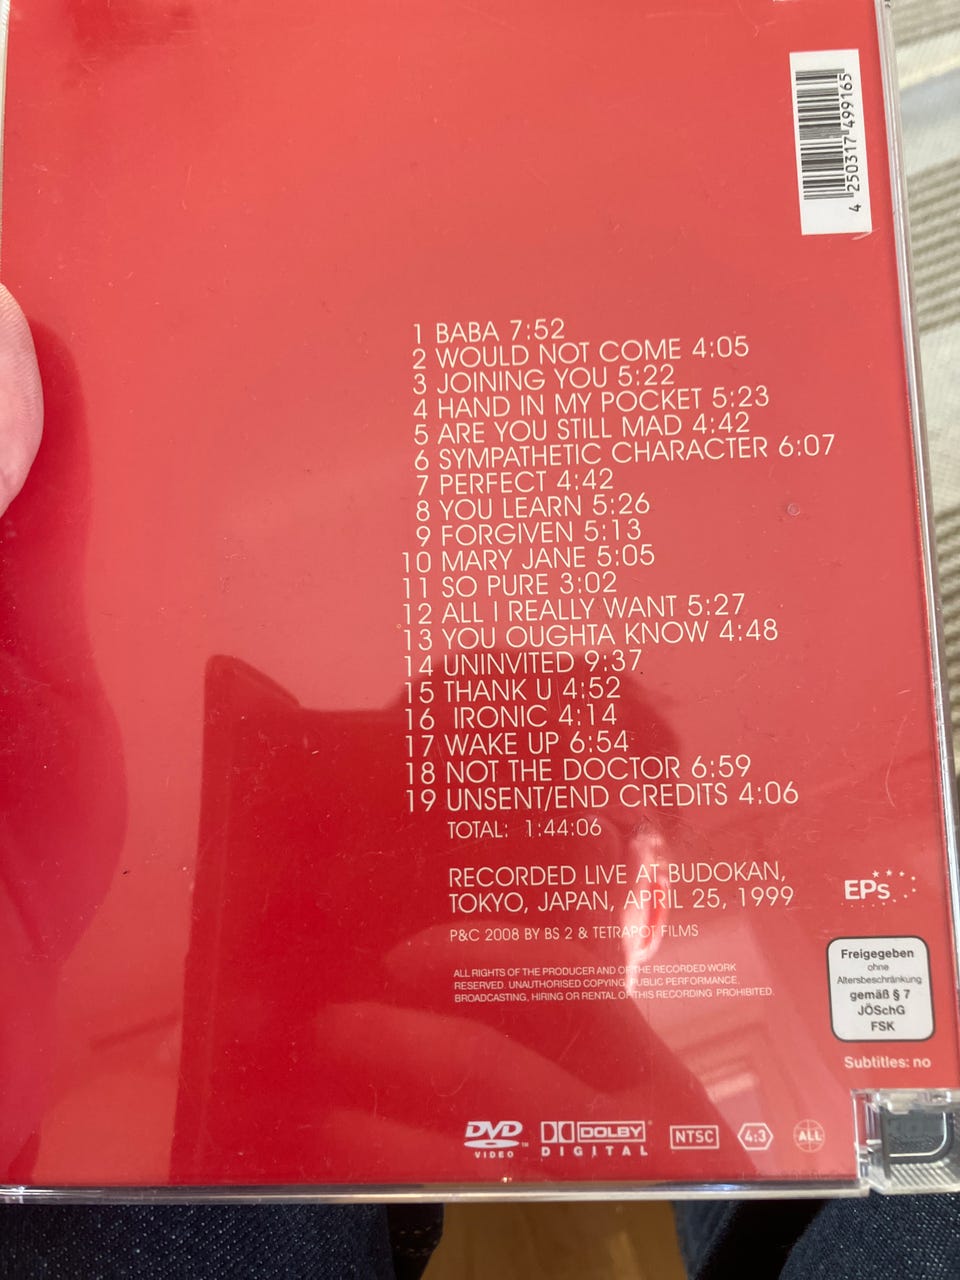 4 250317 499165
1 BABA 7:52
2 WOULD NOT COME 4:05
3 JOINING YOU 5:22
4 HAND IN MY POCKET 5:23
5 ARE YOU STILL MAD 4:42
6 SYMPATHETIC CHARACTER 6:07
7 PERFECT 4:42
8 YOU LEARN 5:26
9 FORGIVEN 5:13
10 MARY JANE 5:05
11 SO PURE 3:02
12 ALL I REALLY WANT 5:27
13 YOU OUGHTA KNOW 4:48
14 UNINVITED 9:37
15 THANK U 4:52
16 IRONIC 4:14
17 WAKE UP 6:54
18 NOT THE DOCTOR 6:59
19 UNSENT/END CREDITS 4:06
TOTAL: 1:44:06
RECORDED LIVE AT BUDOKAN,
TOKYO, JAPAN, APRIL 25, 1999
P&C 2008 BY BS 2 & TETRAPOT FILMS
ALL RIGHTS OF THE PRODUCER AND OF THE RECORDED WORK
RESERVED. UNAUTHORISED COPYING, PUBLIC PERFORMANCE,
BROADCASTING, HIRING OR RENTAL OF THIS RECORDING PROHIBITED.
EPs
Freigegeben
ohne
Altersbeschränkung
gemäß § 7
JÖSchG
FSK
Subtitles: no
DVD
VIDEO
DOLBY
DIGITAL
NTSC
4:3
ALL